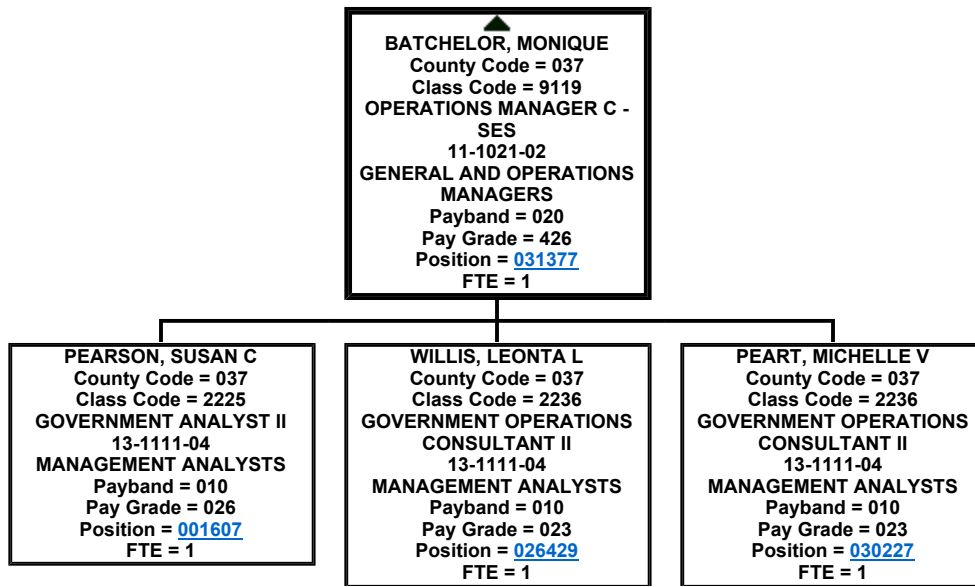 BATCHELOR, MONIQUE
County Code = 037
Class Code = 9119
OPERATIONS MANAGER C -
SES
11-1021-02
GENERAL AND OPERATIONS
MANAGERS
Payband = 020
Pay Grade = 426
Position = 031377
FTE = 1
PEARSON, SUSAN C
County Code = 037
Class Code = 2225
GOVERNMENT ANALYST II
13-1111-04
MANAGEMENT ANALYSTS
Payband = 010
Pay Grade = 026
Position = 001607
FTE = 1
WILLIS, LEONTA L
County Code = 037
Class Code = 2236
GOVERNMENT OPERATIONS
CONSULTANT II
13-1111-04
MANAGEMENT ANALYSTS
Payband = 010
Pay Grade = 023
Position = 026429
FTE = 1
PEART, MICHELLE V
County Code = 037
Class Code = 2236
GOVERNMENT OPERATIONS
CONSULTANT II
13-1111-04
MANAGEMENT ANALYSTS
Payband = 010
Pay Grade = 023
Position = 030227
FTE = 1